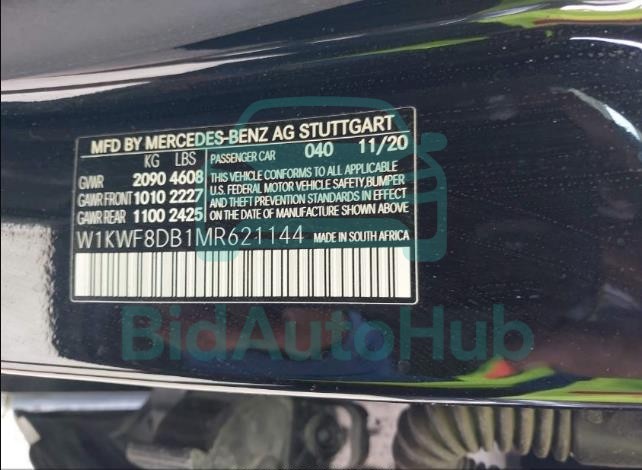 MFD BY MERCEDES-BENZ AG STUTTGART
KG LBS
GVWR 2090 4608
GAWR FRONT 1010 2227
GAWR REAR 1100 2425
PASSENGER CAR 040 11/20
THIS VEHICLE CONFORMS TO ALL APPLICABLE
U.S. FEDERAL MOTOR VEHICLE SAFETY, BUMPER
AND THEFT PREVENTION STANDARDS IN EFFECT
ON THE DATE OF MANUFACTURE SHOWN ABOVE.
W1KWF8DB1MR621144 MADE IN SOUTH AFRICA
BidAutoHub